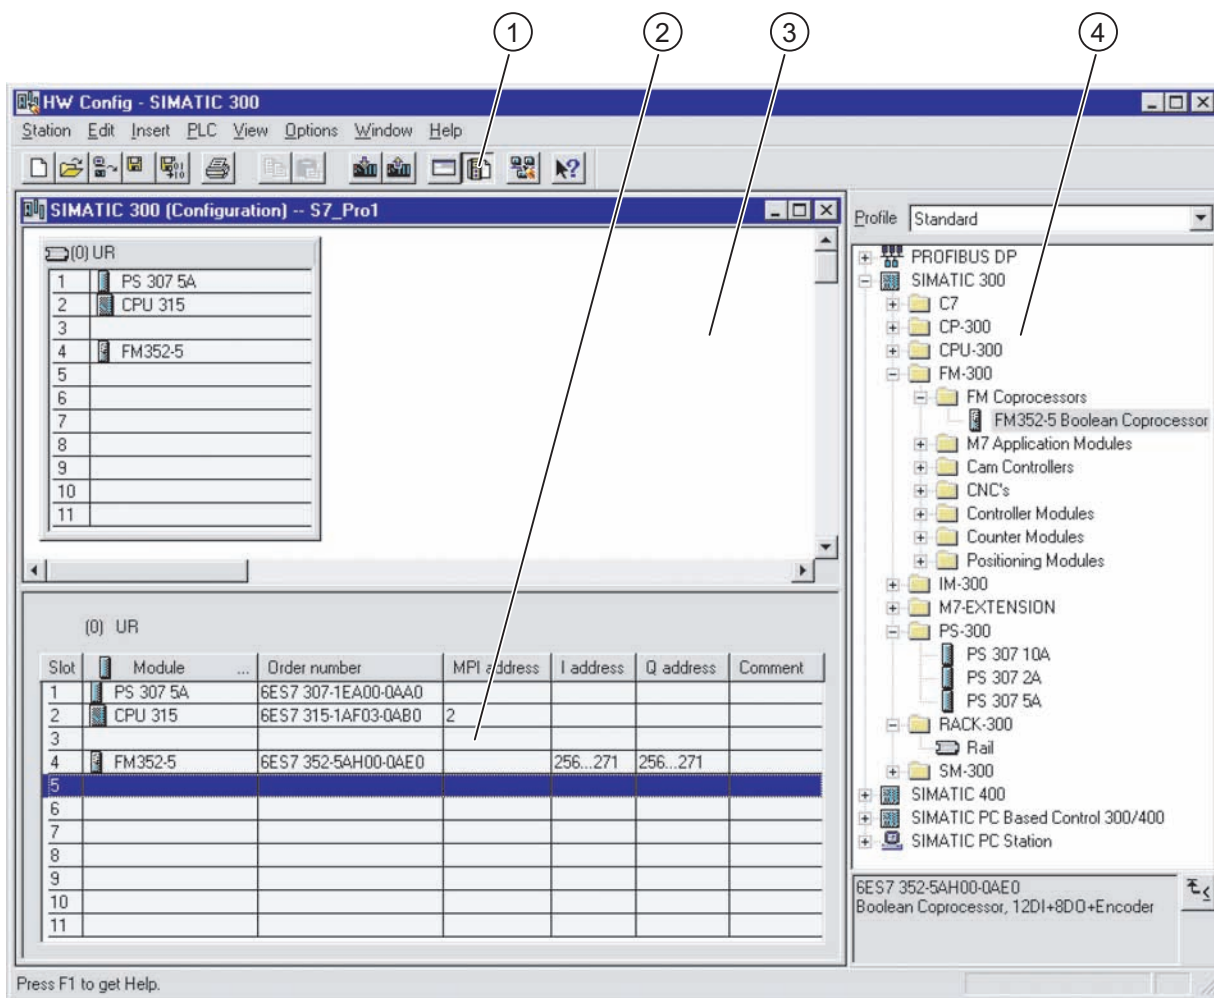 1 2 3 4
HW Config - SIMATIC 300
Station Edit Insert PLC View Options Window Help
SIMATIC 300 (Configuration) -- S7_Pro1
(0) UR
1 PS 307 5A
2 CPU 315
3
4 FM352-5
5
6
7
8
9
10
11
(0) UR
Slot Module ... Order number MPI address I address Q address Comment
1 PS 307 5A 6ES7 307-1EA00-0AA0
2 CPU 315 6ES7 315-1AF03-0AB0 2
3
4 FM352-5 6ES7 352-5AH00-0AE0 256...271 256...271
5
6
7
8
9
10
11
Profile Standard
PROFIBUS DP
SIMATIC 300
C7
CP-300
CPU-300
FM-300
FM Coprocessors
FM352-5 Boolean Coprocessor
M7 Application Modules
Cam Controllers
CNC's
Controller Modules
Counter Modules
Positioning Modules
IM-300
M7-EXTENSION
PS-300
PS 307 10A
PS 307 2A
PS 307 5A
RACK-300
Rail
SM-300
SIMATIC 400
SIMATIC PC Based Control 300/400
SIMATIC PC Station
6ES7 352-5AH00-0AE0
Boolean Coprocessor, 12DI+8DO+Encoder
Press F1 to get Help.